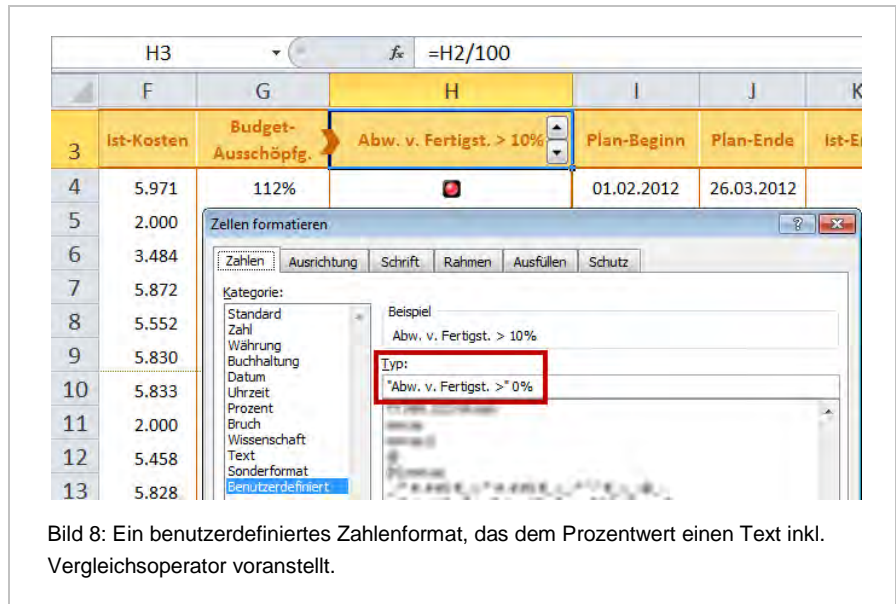 H3 fx =H2/100
F G H I J K
3 Ist-Kosten Budget-Ausschöpfg. Abw. v. Fertigst. > 10% Plan-Beginn Plan-Ende Ist-E
4 5.971 112% 01.02.2012 26.03.2012
5 2.000
6 3.484
7 5.872
8 5.552
9 5.830
10 5.833
11 2.000
12 5.458
13 5.828
Zellen formatieren
Zahlen Ausrichtung Schrift Rahmen Ausfüllen Schutz
Kategorie:
Standard
Zahl
Währung
Buchhaltung
Datum
Uhrzeit
Prozent
Bruch
Wissenschaft
Text
Sonderformat
Benutzerdefiniert
Beispiel
Abw. v. Fertigst. > 10%
Typ:
"Abw. v. Fertigst. >" 0%
Bild 8: Ein benutzerdefiniertes Zahlenformat, das dem Prozentwert einen Text inkl.
Vergleichsoperator voranstellt.